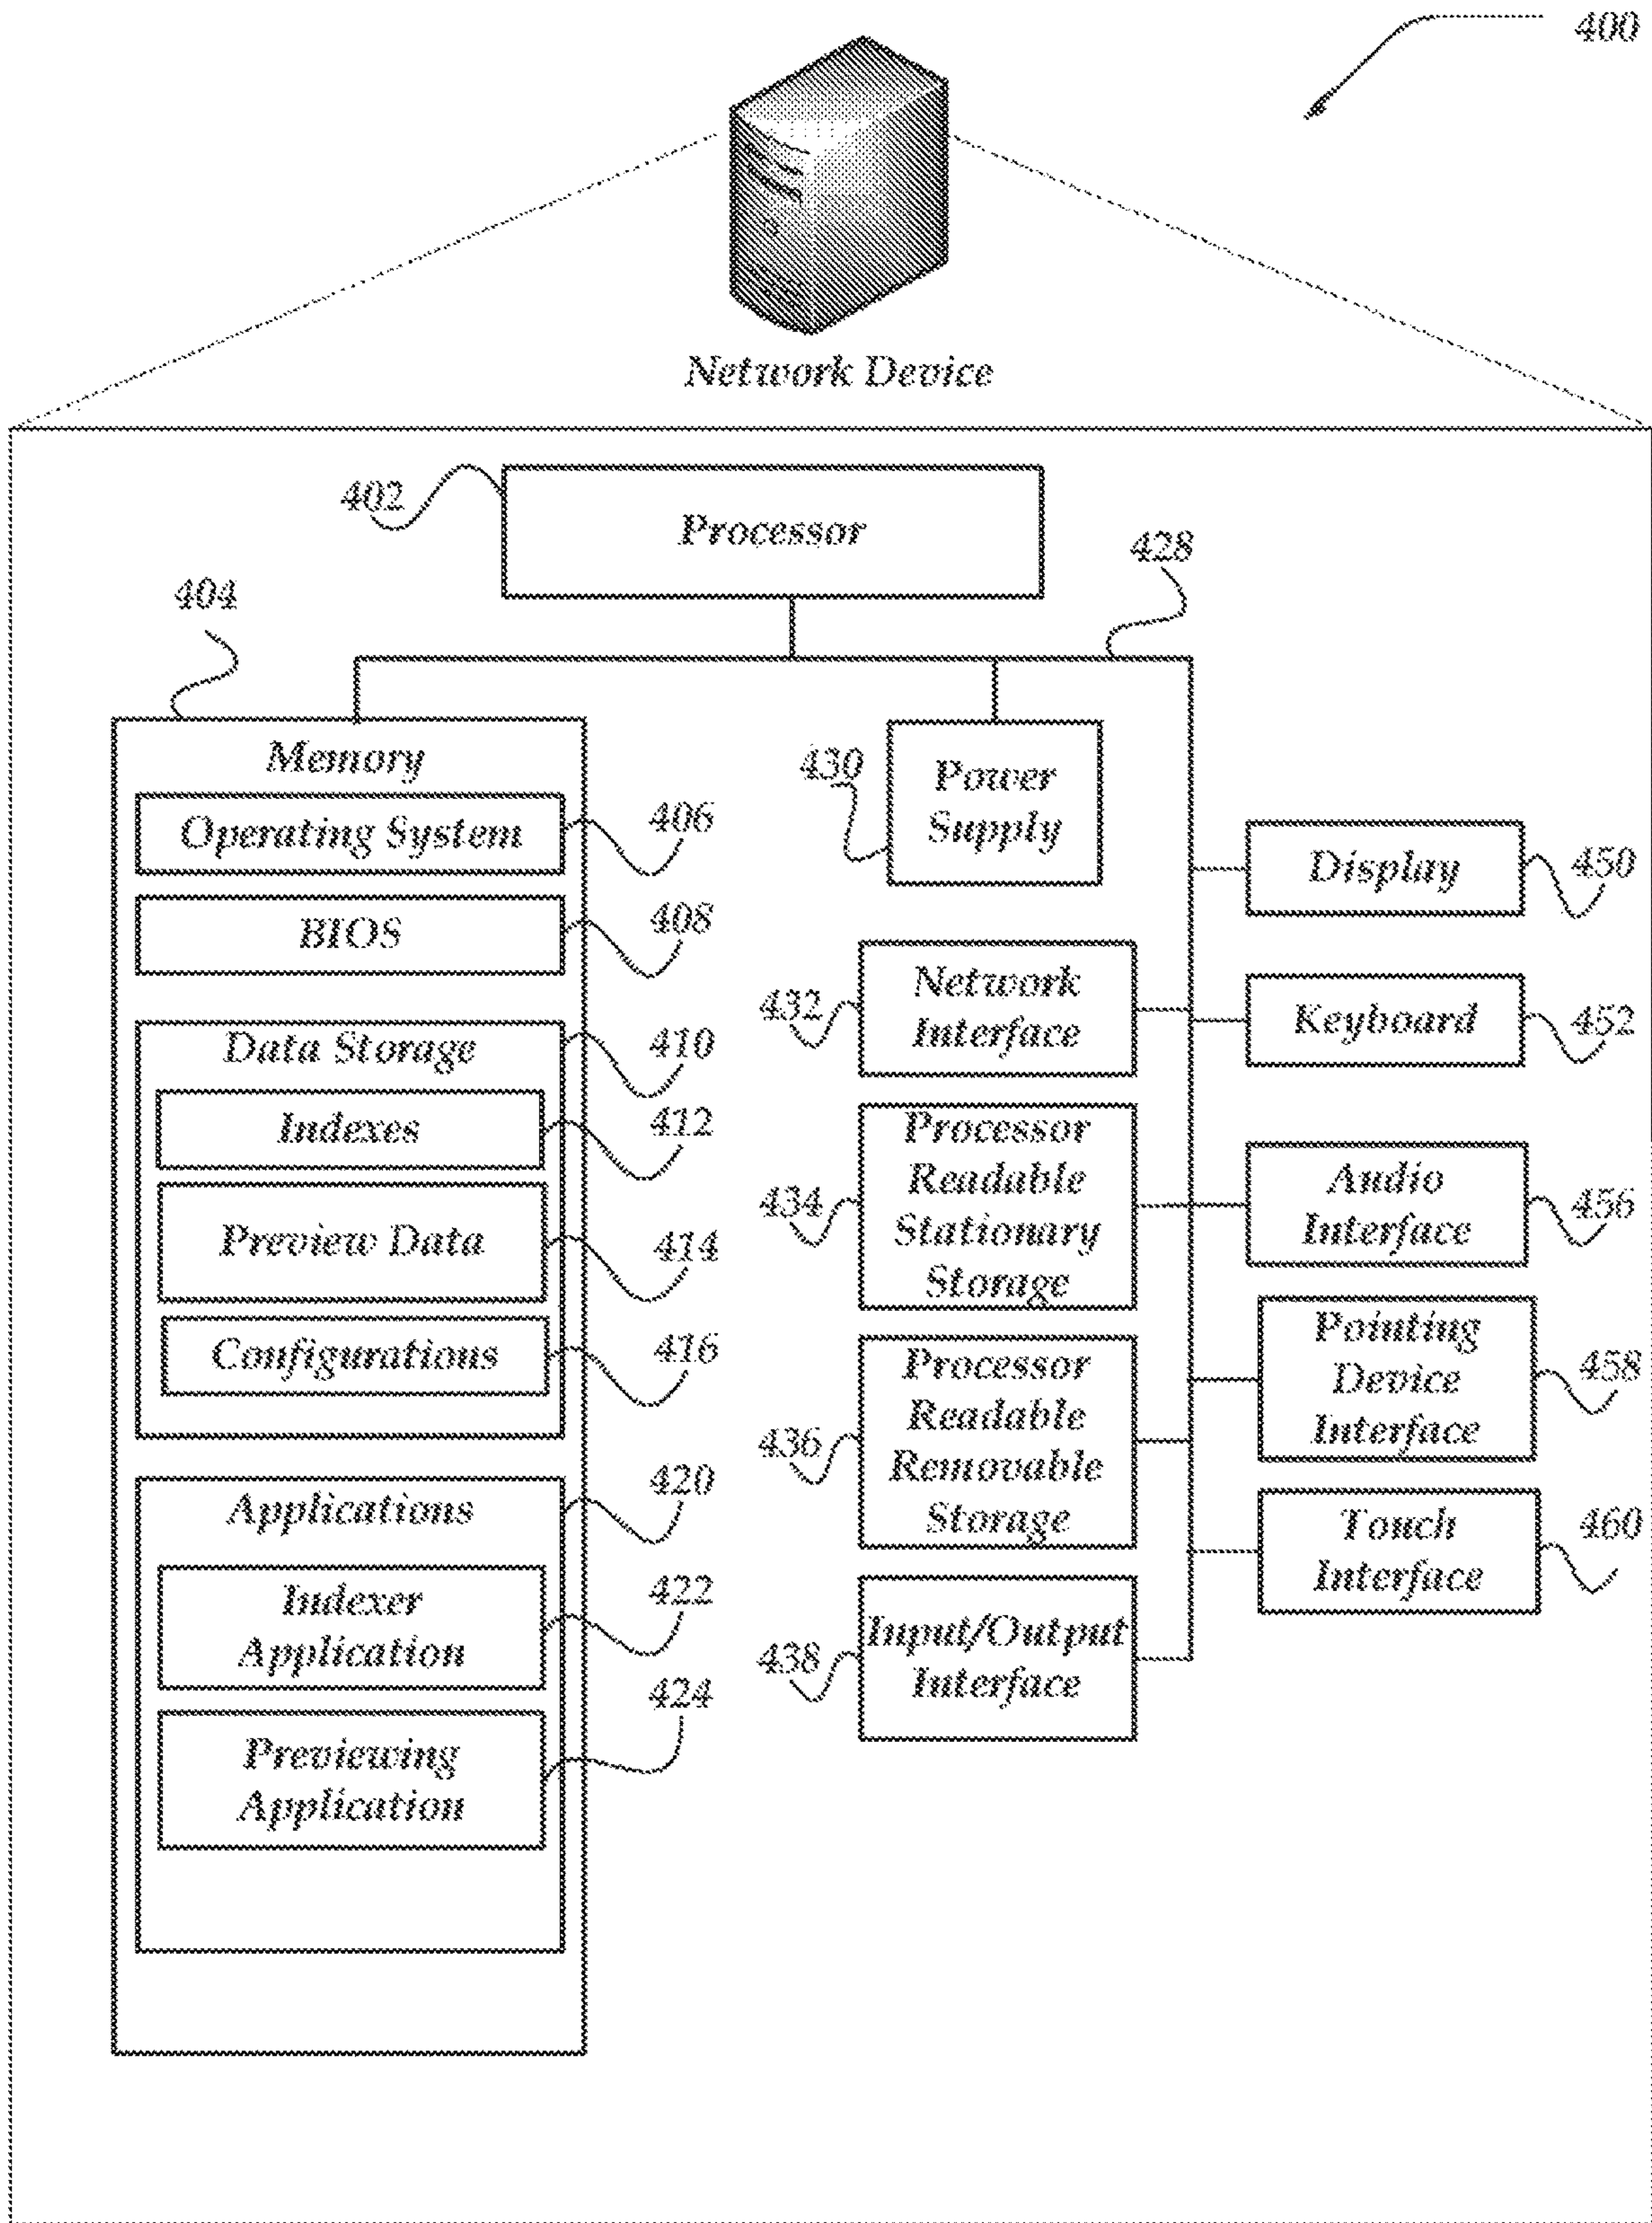 400
Network Device
402
Processor
428
404
Memory
Operating System
406
BIOS
408
Data Storage
410
Indexes
412
Preview Data
414
Configurations
416
Applications
420
Indexer
Application
422
Previewing
Application
424
430
Power
Supply
432
Network
Interface
434
Processor
Readable
Stationary
Storage
436
Processor
Readable
Removable
Storage
438
Input/Output
Interface
Display
450
Keyboard
452
Audio
Interface
456
Pointing
Device
Interface
458
Touch
Interface
460